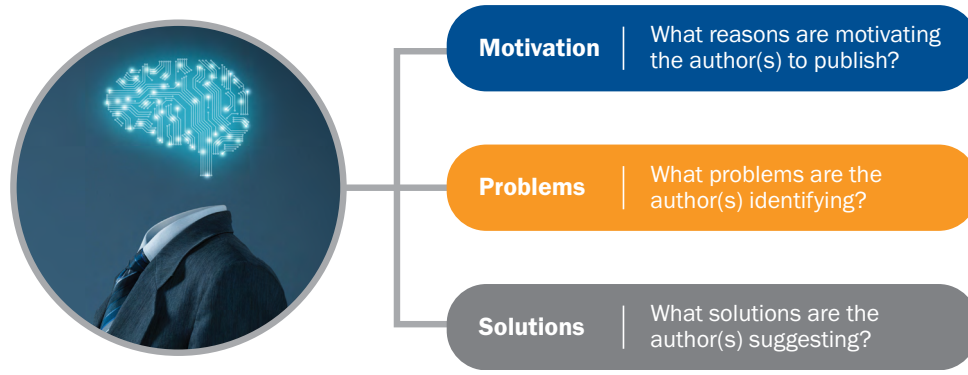 Motivation
What reasons are motivating
the author(s) to publish?
Problems
What problems are the
author(s) identifying?
Solutions
What solutions are the
author(s) suggesting?